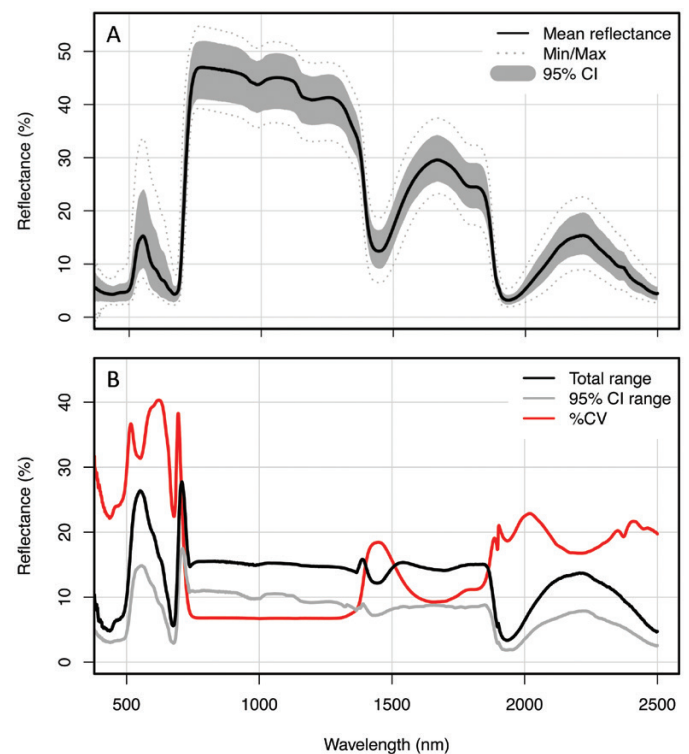 A
Mean reflectance
Min/Max
95% CI
50
40
30
20
10
0
Reflectance (%)
B
Total range
95% CI range
%CV
40
30
20
10
0
Reflectance (%)
500 1000 1500 2000 2500
Wavelength (nm)